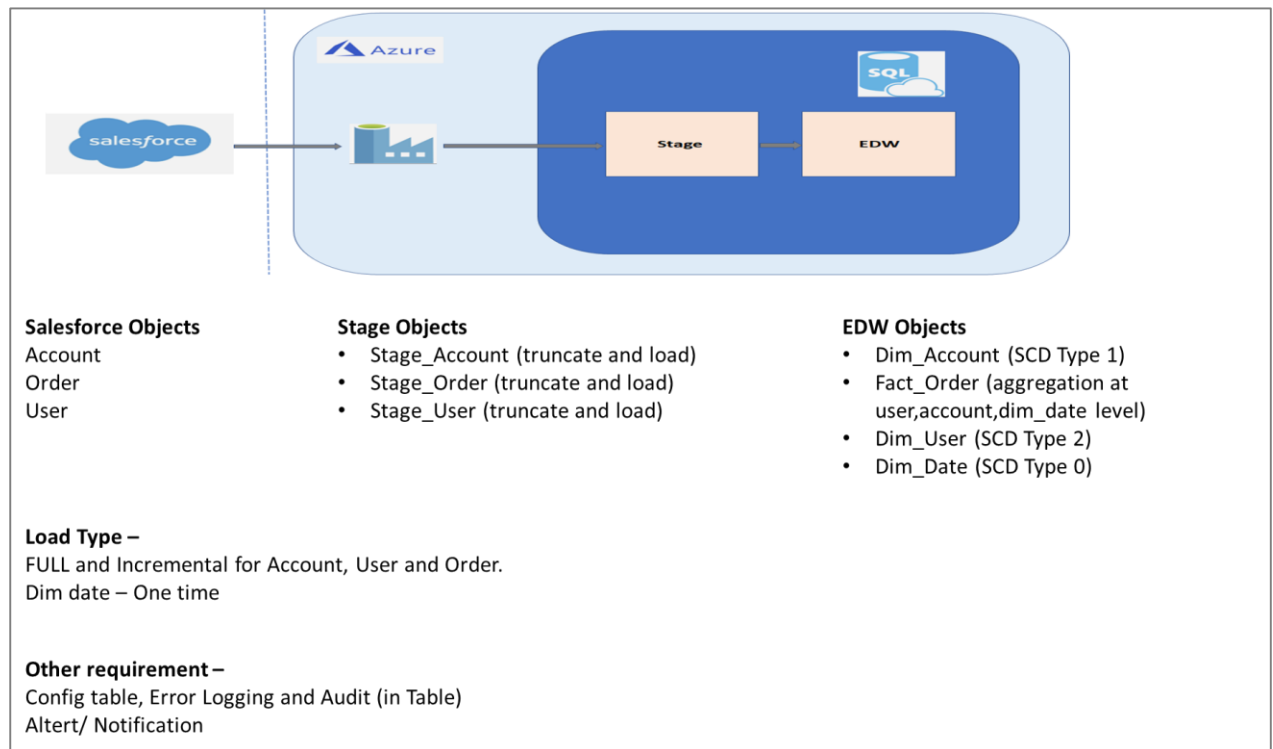 Azure
SQL
salesforce
Stage
EDW
Salesforce Objects
Account
Order
User
Stage Objects
• Stage_Account (truncate and load)
• Stage_Order (truncate and load)
• Stage_User (truncate and load)
EDW Objects
• Dim_Account (SCD Type 1)
• Fact_Order (aggregation at
user,account,dim_date level)
• Dim_User (SCD Type 2)
• Dim_Date (SCD Type 0)
Load Type –
FULL and Incremental for Account, User and Order.
Dim date – One time
Other requirement –
Config table, Error Logging and Audit (in Table)
Altert/ Notification